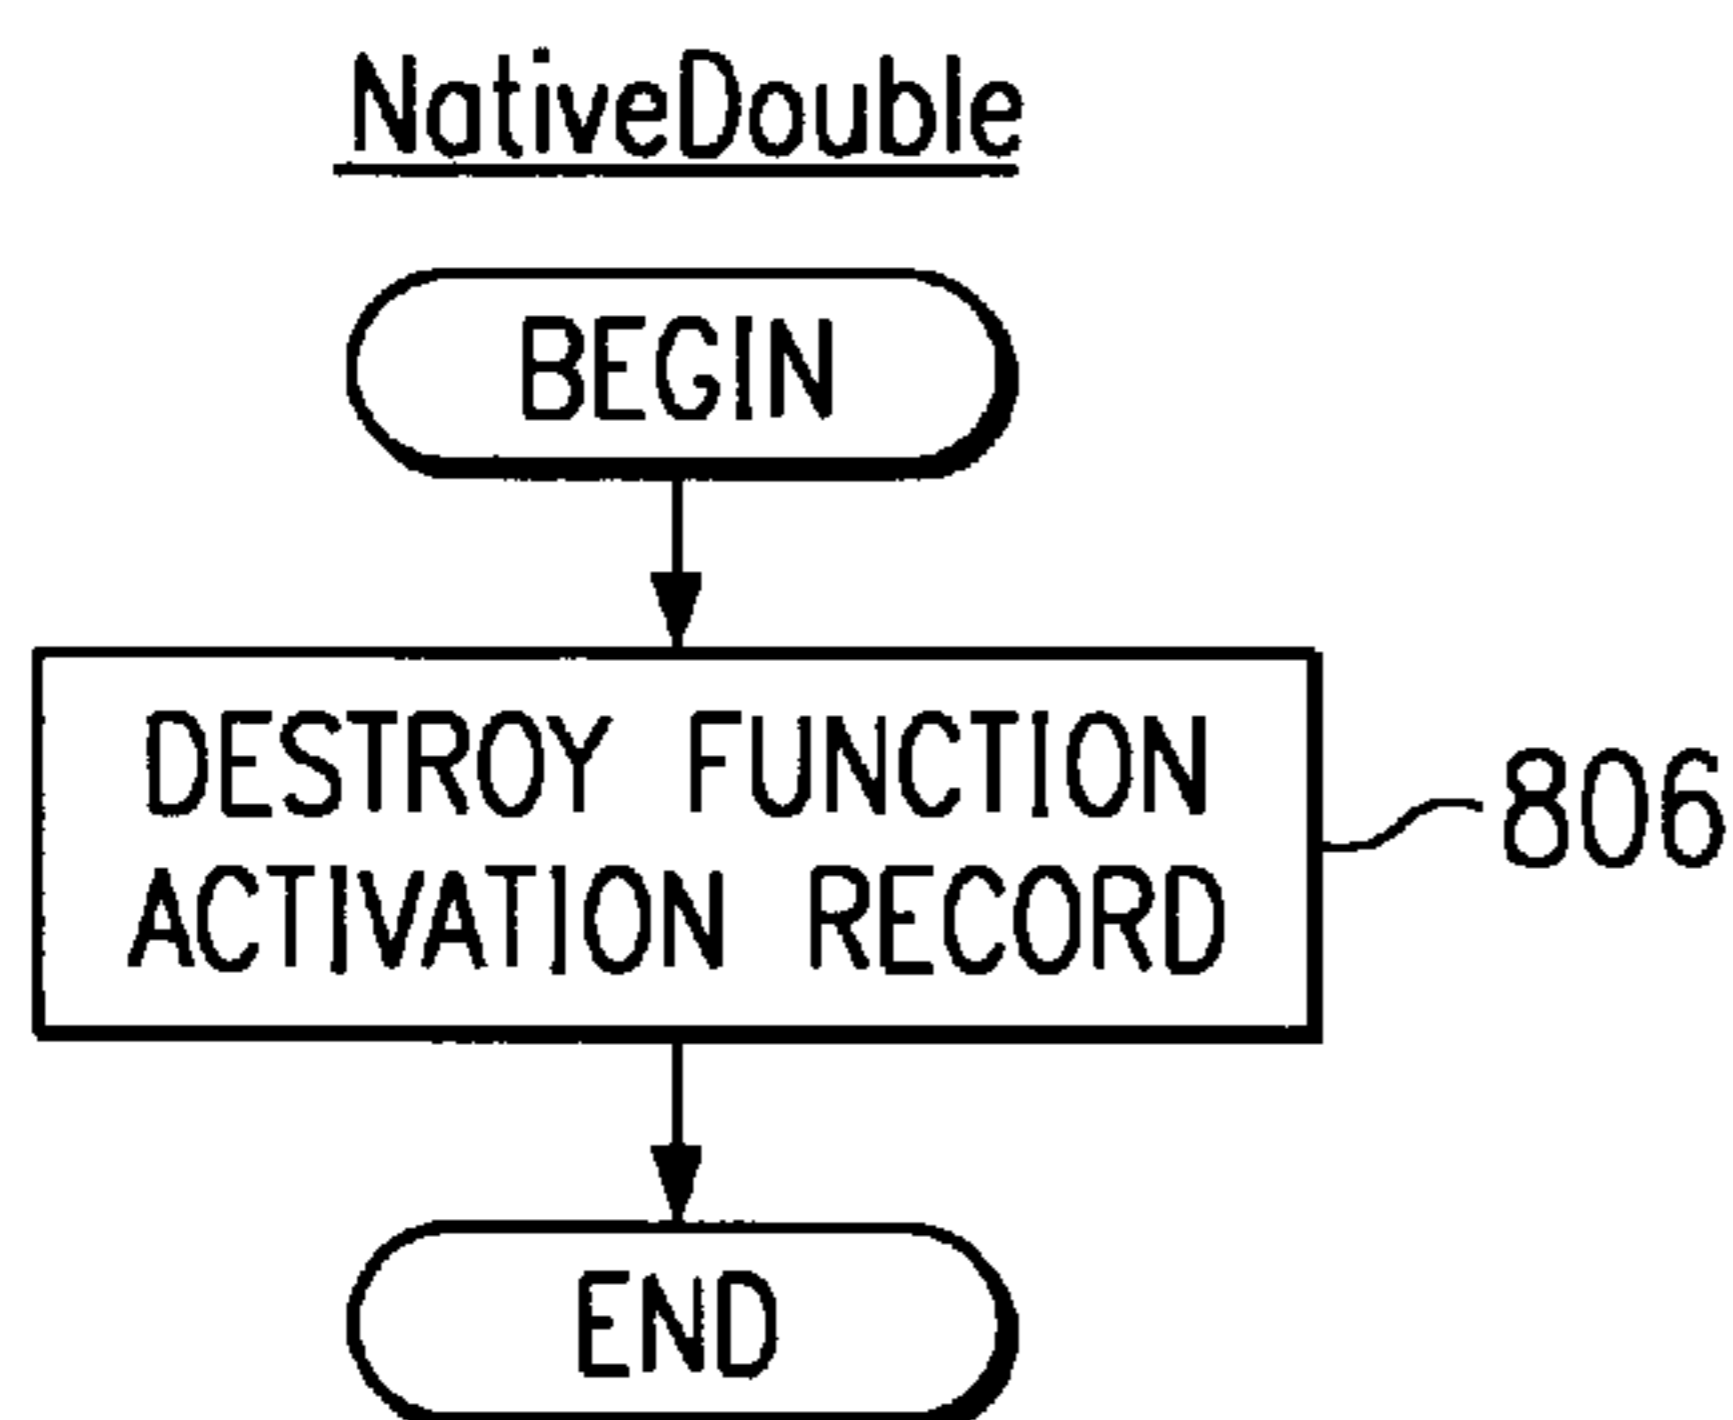 NativeDouble
BEGIN
DESTROY FUNCTION
ACTIVATION RECORD
806
END